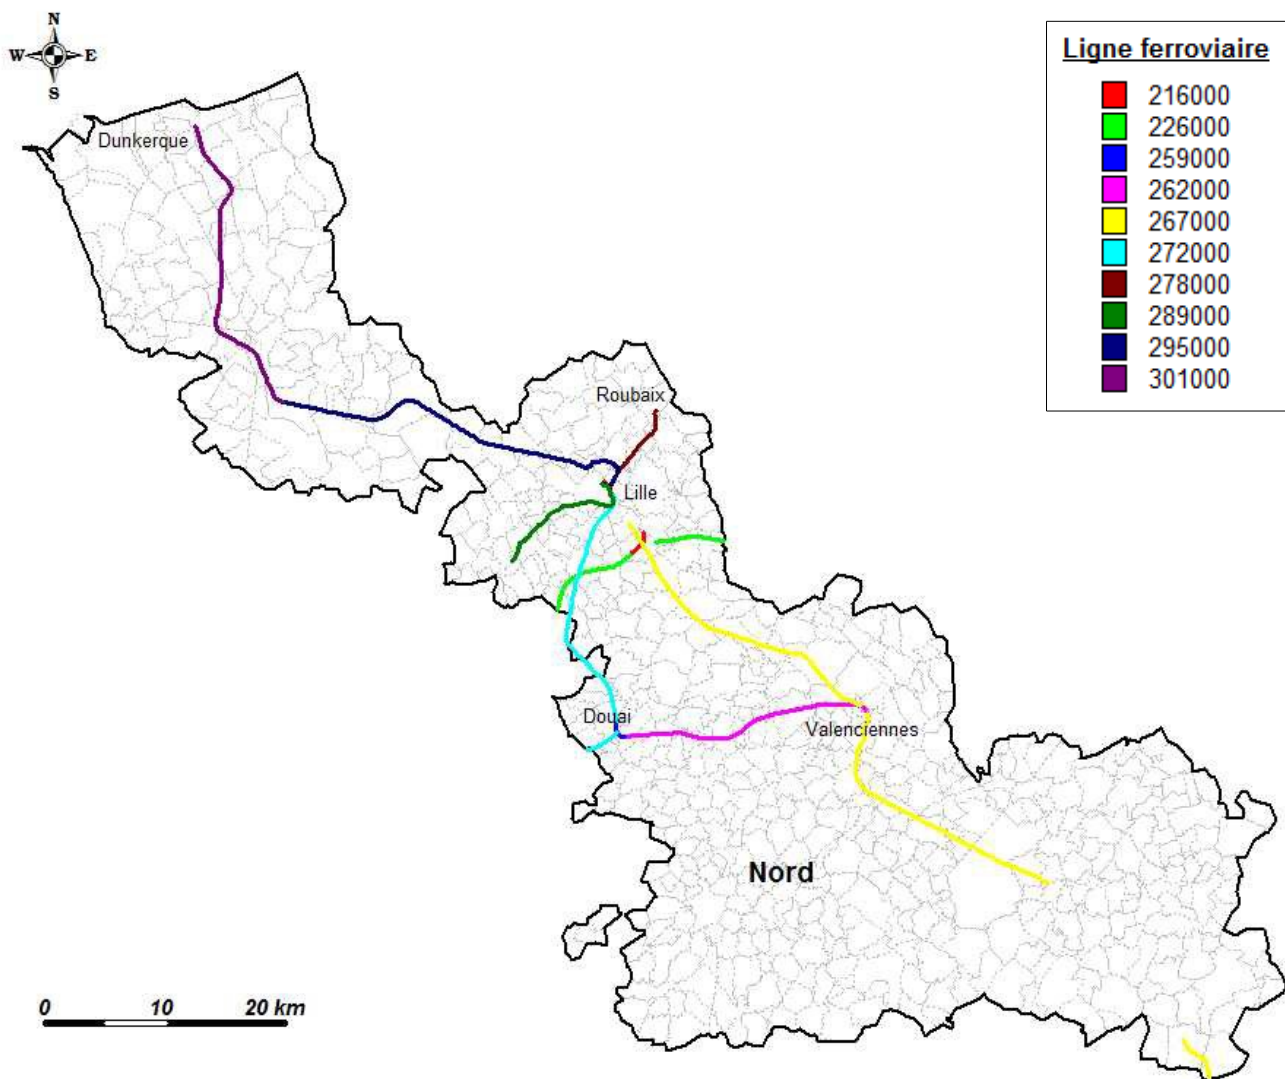 N
W E
S
Ligne ferroviaire
216000
226000
259000
262000
267000
272000
278000
289000
295000
301000
Dunkerque
Roubaix
Lille
Douai
Valenciennes
Nord
0 10 20 km